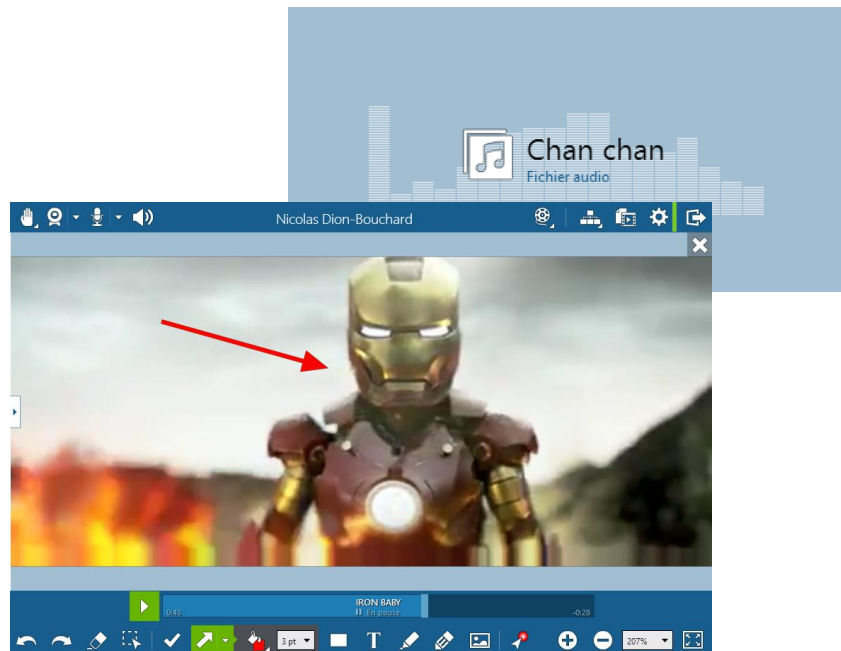 Chan chan
Fichier audio
Nicolas Dion-Bouchard
IRON BABY
0:43
En pause
-0:28
3 pt
T
207%